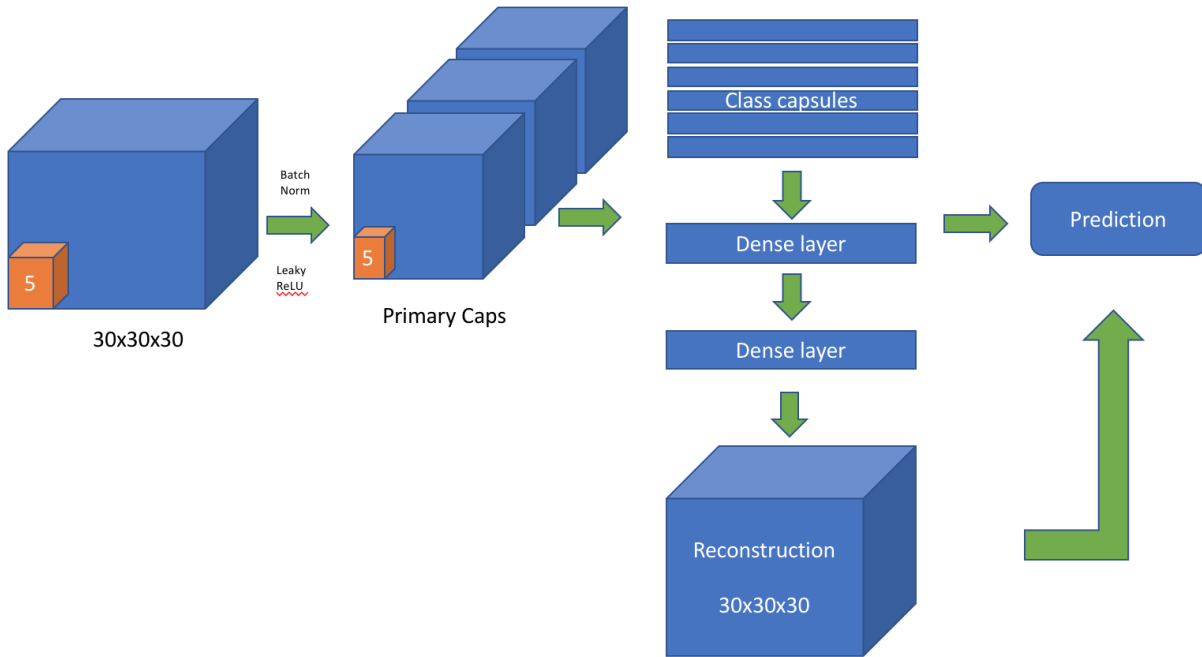 5
30x30x30
Batch
Norm
Leaky
ReLU
5
Primary Caps
Class capsules
Dense layer
Dense layer
Reconstruction
30x30x30
Prediction